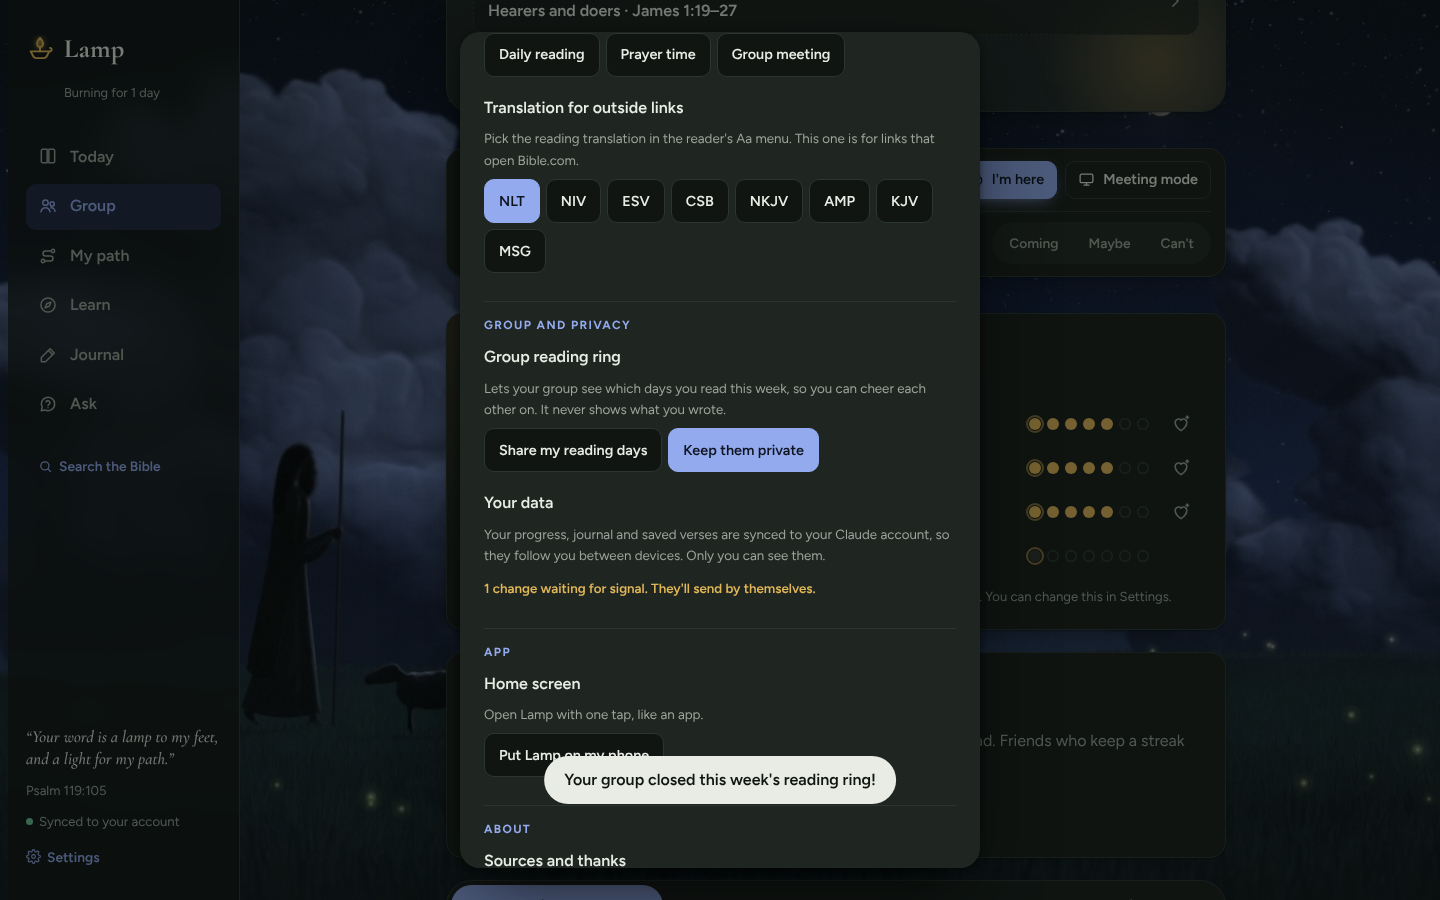 Lamp
Burning for 1 day
Today
Group
My path
Learn
Journal
Ask
Search the Bible
“Your word is a lamp to my feet,
and a light for my path.”
Psalm 119:105
Synced to your account
Settings
Hearers and doers · James 1:19–27
Daily reading
Prayer time
Group meeting
Translation for outside links
Pick the reading translation in the reader's Aa menu. This one is for links that
open Bible.com.
NLT
NIV
ESV
CSB
NKJV
AMP
KJV
MSG
GROUP AND PRIVACY
Group reading ring
Lets your group see which days you read this week, so you can cheer each
other on. It never shows what you wrote.
Share my reading days
Keep them private
Your data
Your progress, journal and saved verses are synced to your Claude account, so
they follow you between devices. Only you can see them.
1 change waiting for signal. They'll send by themselves.
APP
Home screen
Open Lamp with one tap, like an app.
Put Lamp on my phone
Your group closed this week's reading ring!
ABOUT
Sources and thanks
I'm here
Meeting mode
Coming
Maybe
Can't
. You can change this in Settings.
Friends who keep a streak